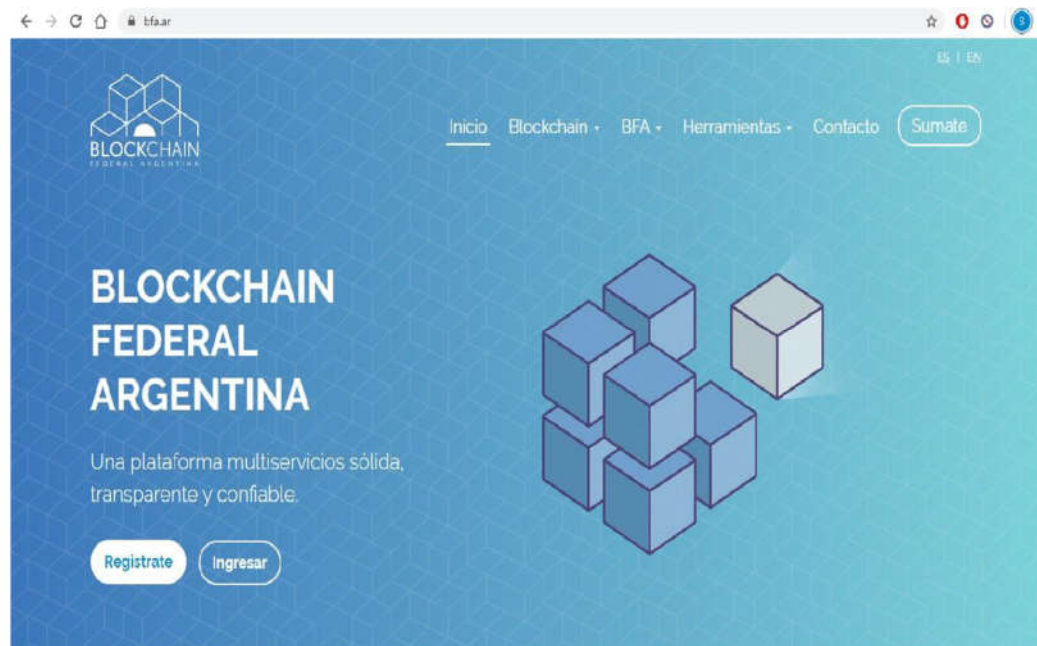 bfa.ar
ES | EN
BLOCKCHAIN
FEDERAL ARGENTINA
Inicio Blockchain BFA Herramientas Contacto Sumate
BLOCKCHAIN
FEDERAL
ARGENTINA
Una plataforma multiservicios sólida,
transparente y confiable.
Registrate Ingresar